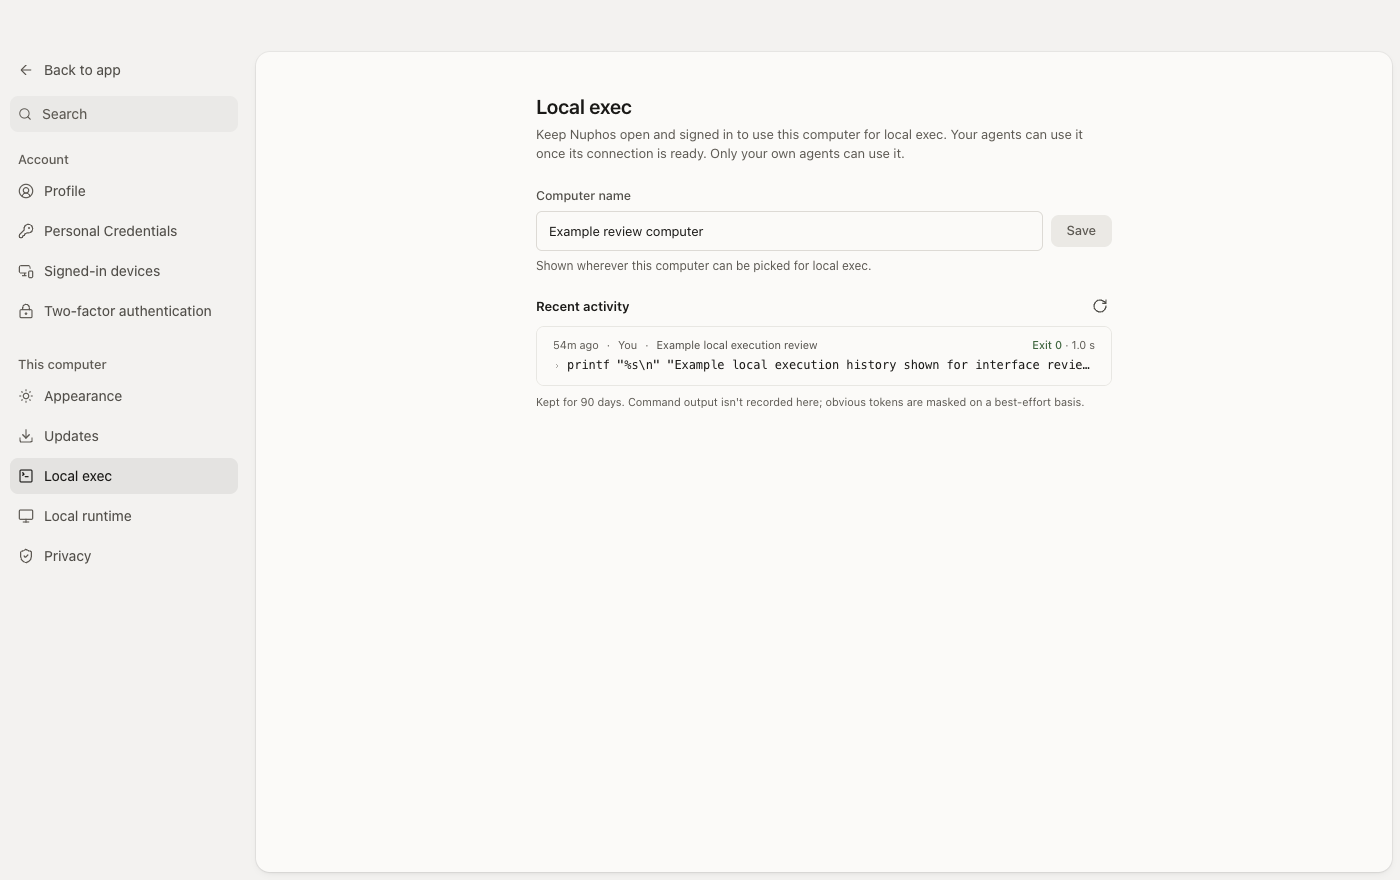 Back to app
Search
Account
Profile
Personal Credentials
Signed-in devices
Two-factor authentication
This computer
Appearance
Updates
Local exec
Local runtime
Privacy
Local exec
Keep Nuphos open and signed in to use this computer for local exec. Your agents can use it
once its connection is ready. Only your own agents can use it.
Computer name
Example review computer
Save
Shown wherever this computer can be picked for local exec.
Recent activity
54m ago · You · Example local execution review Exit 0 · 1.0 s
› printf "%s\n" "Example local execution history shown for interface revie…
Kept for 90 days. Command output isn't recorded here; obvious tokens are masked on a best-effort basis.